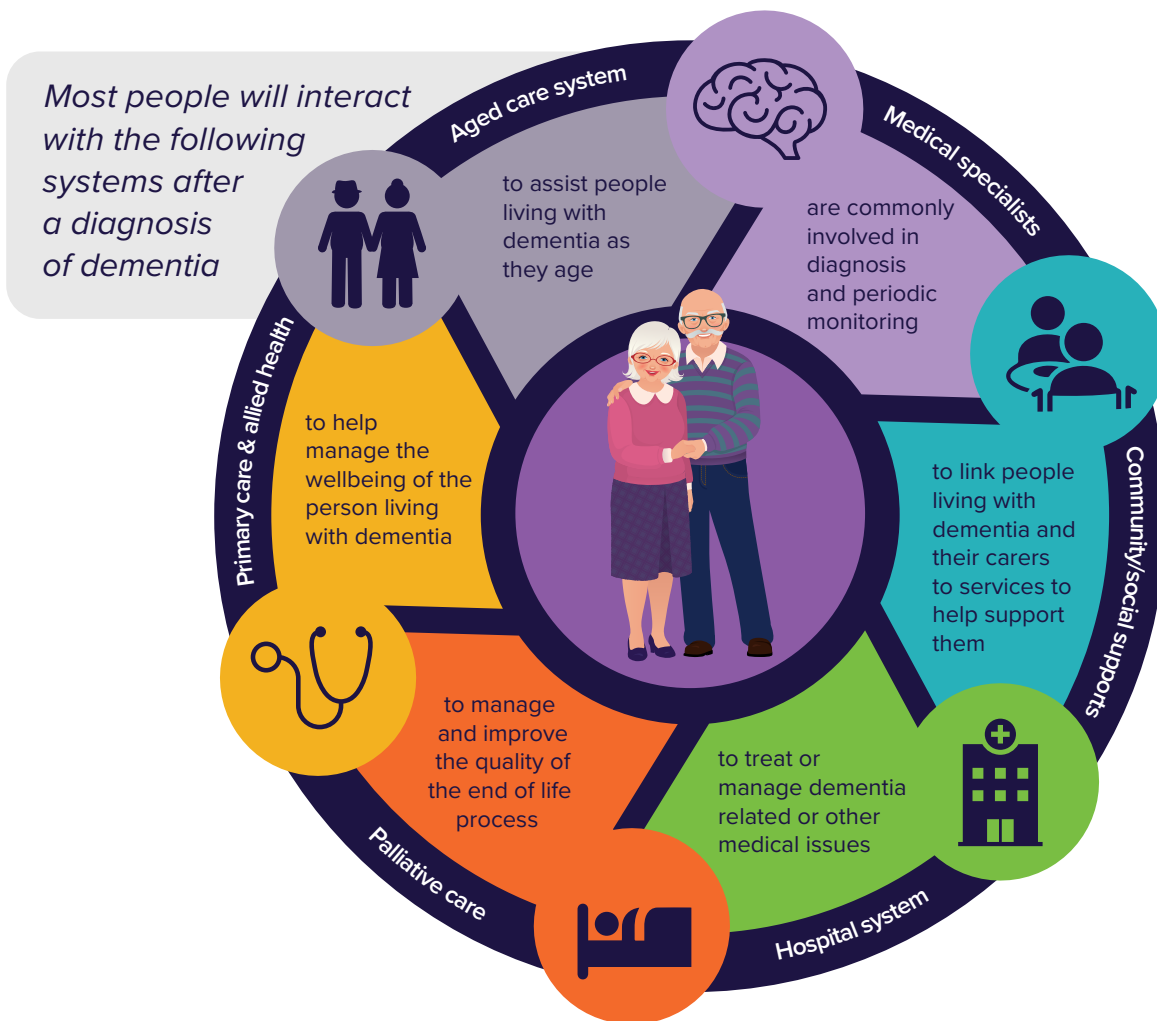 Most people will interact
with the following
systems after
a diagnosis
of dementia
Aged care system
to assist people
living with
dementia as
they age
Medical specialists
are commonly
involved in
diagnosis
and periodic
monitoring
Community/social supports
to link people
living with
dementia and
their carers
to services to
help support
them
Hospital system
to treat or
manage dementia
related or other
medical issues
Palliative care
to manage
and improve
the quality of
the end of life
process
Primary care & allied health
to help
manage the
wellbeing of the
person living
with dementia